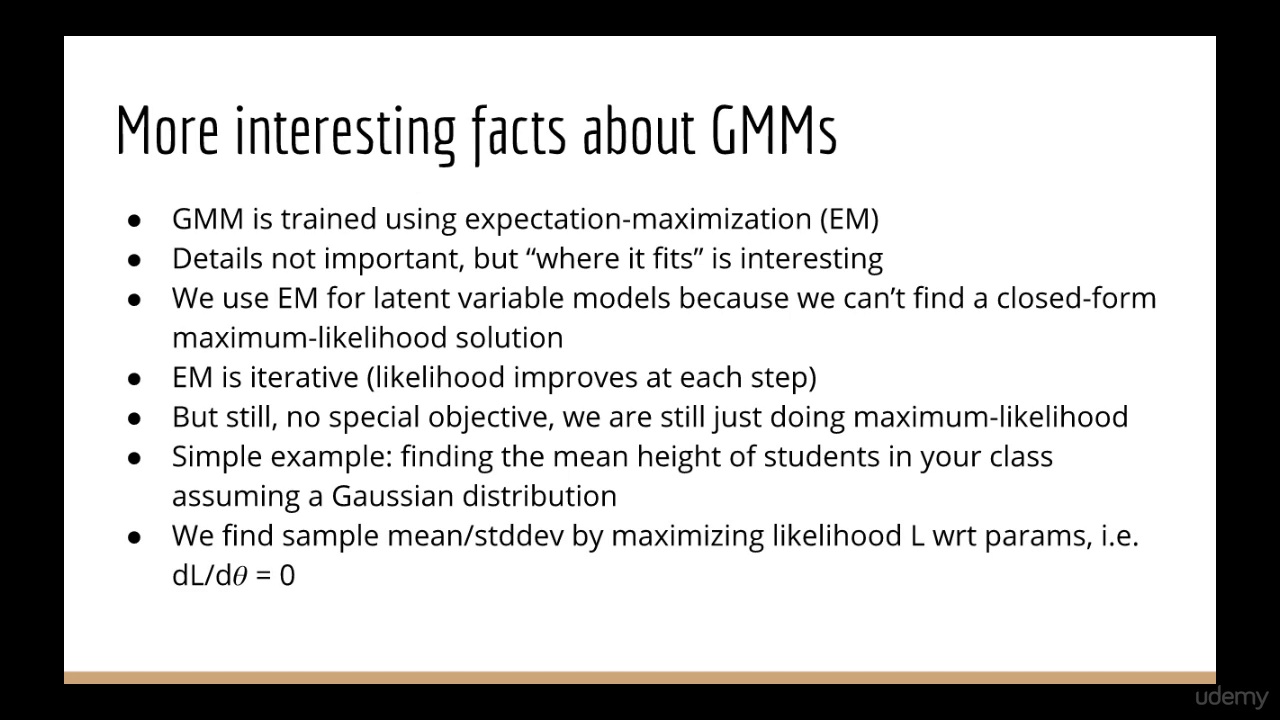 More interesting facts about GMMs
● GMM is trained using expectation-maximization (EM)
● Details not important, but “where it fits” is interesting
● We use EM for latent variable models because we can’t find a closed-form
maximum-likelihood solution
● EM is iterative (likelihood improves at each step)
● But still, no special objective, we are still just doing maximum-likelihood
● Simple example: finding the mean height of students in your class
assuming a Gaussian distribution
● We find sample mean/stddev by maximizing likelihood L wrt params, i.e.
dL/dθ = 0
udemy